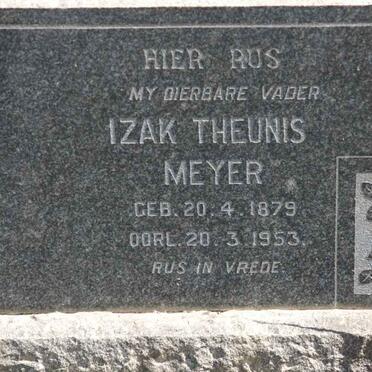 HIER RUS
MY DIERBARE VADER
IZAK THEUNIS
MEYER
GEB. 20. 4. 1879
OORL. 20. 3. 1953.
RUS IN VREDE.